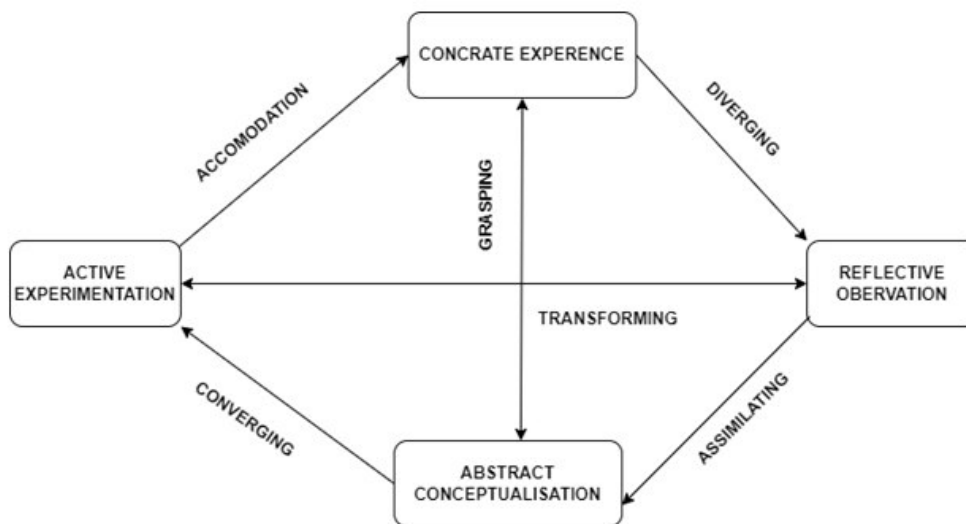 CONCRATE EXPERENCE
ACCOMODATION
DIVERGING
GRASPING
ACTIVE
EXPERIMENTATION
REFLECTIVE
OBERVATION
TRANSFORMING
CONVERGING
ASSIMILATING
ABSTRACT
CONCEPTUALISATION